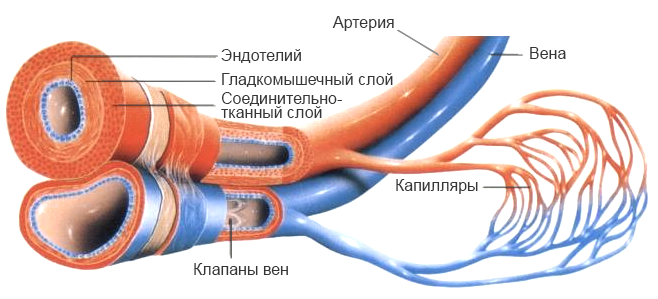 Артерия
Вена
Эндотелий
Гладкомышечный слой
Соединительно-
тканный слой
Капилляры
Клапаны вен